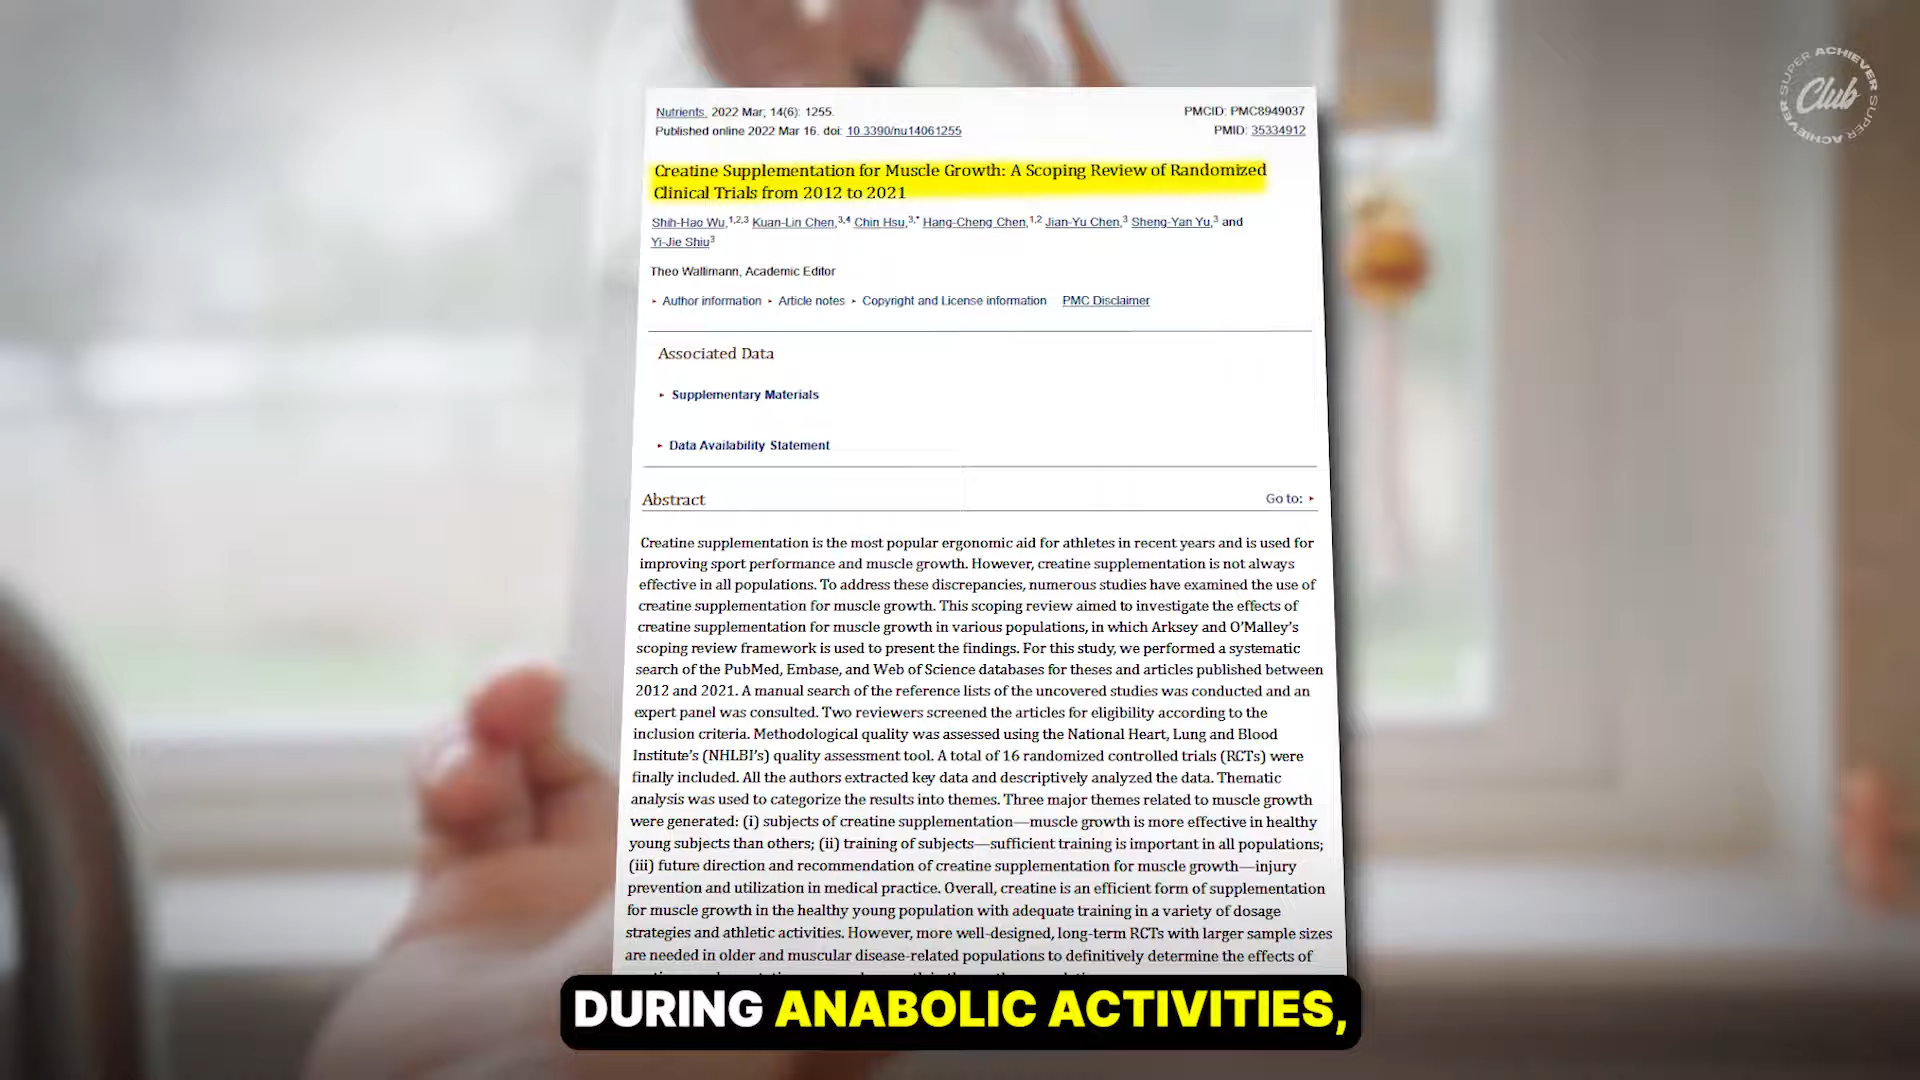 SUPER ACHIEVER SUPER ACHIEVER
Club
Nutrients. 2022 Mar; 14(6): 1255.
PMCID: PMC8949037
Published online 2022 Mar 16. doi: 10.3390/nu14061255
PMID: 35334912
Creatine Supplementation for Muscle Growth: A Scoping Review of Randomized
Clinical Trials from 2012 to 2021
Shih-Hao Wu,1,2,3 Kuan-Lin Chen,3,4 Chin Hsu,3,* Hang-Cheng Chen,1,2 Jian-Yu Chen,3 Sheng-Yan Yu,3 and
Yi-Jie Shiu3
Theo Wallimann, Academic Editor
▸ Author information ▸ Article notes ▸ Copyright and License information PMC Disclaimer
Associated Data
▸ Supplementary Materials
▸ Data Availability Statement
Abstract
Go to: ▸
Creatine supplementation is the most popular ergonomic aid for athletes in recent years and is used for
improving sport performance and muscle growth. However, creatine supplementation is not always
effective in all populations. To address these discrepancies, numerous studies have examined the use of
creatine supplementation for muscle growth. This scoping review aimed to investigate the effects of
creatine supplementation for muscle growth in various populations, in which Arksey and O’Malley’s
scoping review framework is used to present the findings. For this study, we performed a systematic
search of the PubMed, Embase, and Web of Science databases for theses and articles published between
2012 and 2021. A manual search of the reference lists of the uncovered studies was conducted and an
expert panel was consulted. Two reviewers screened the articles for eligibility according to the
inclusion criteria. Methodological quality was assessed using the National Heart, Lung and Blood
Institute’s (NHLBI’s) quality assessment tool. A total of 16 randomized controlled trials (RCTs) were
finally included. All the authors extracted key data and descriptively analyzed the data. Thematic
analysis was used to categorize the results into themes. Three major themes related to muscle growth
were generated: (i) subjects of creatine supplementation—muscle growth is more effective in healthy
young subjects than others; (ii) training of subjects—sufficient training is important in all populations;
(iii) future direction and recommendation of creatine supplementation for muscle growth—injury
prevention and utilization in medical practice. Overall, creatine is an efficient form of supplementation
for muscle growth in the healthy young population with adequate training in a variety of dosage
strategies and athletic activities. However, more well-designed, long-term RCTs with larger sample sizes
are needed in older and muscular disease-related populations to definitively determine the effects of
DURING ANABOLIC ACTIVITIES,